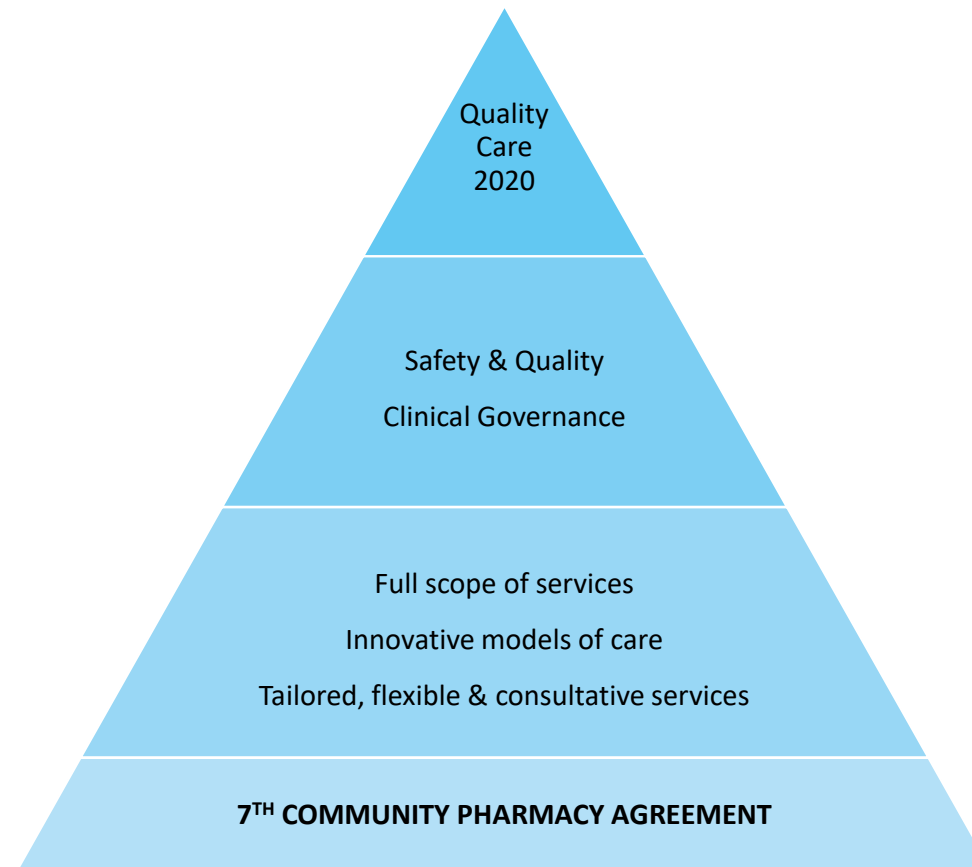 Quality
Care
2020
Safety & Quality
Clinical Governance
Full scope of services
Innovative models of care
Tailored, flexible & consultative services
7TH COMMUNITY PHARMACY AGREEMENT